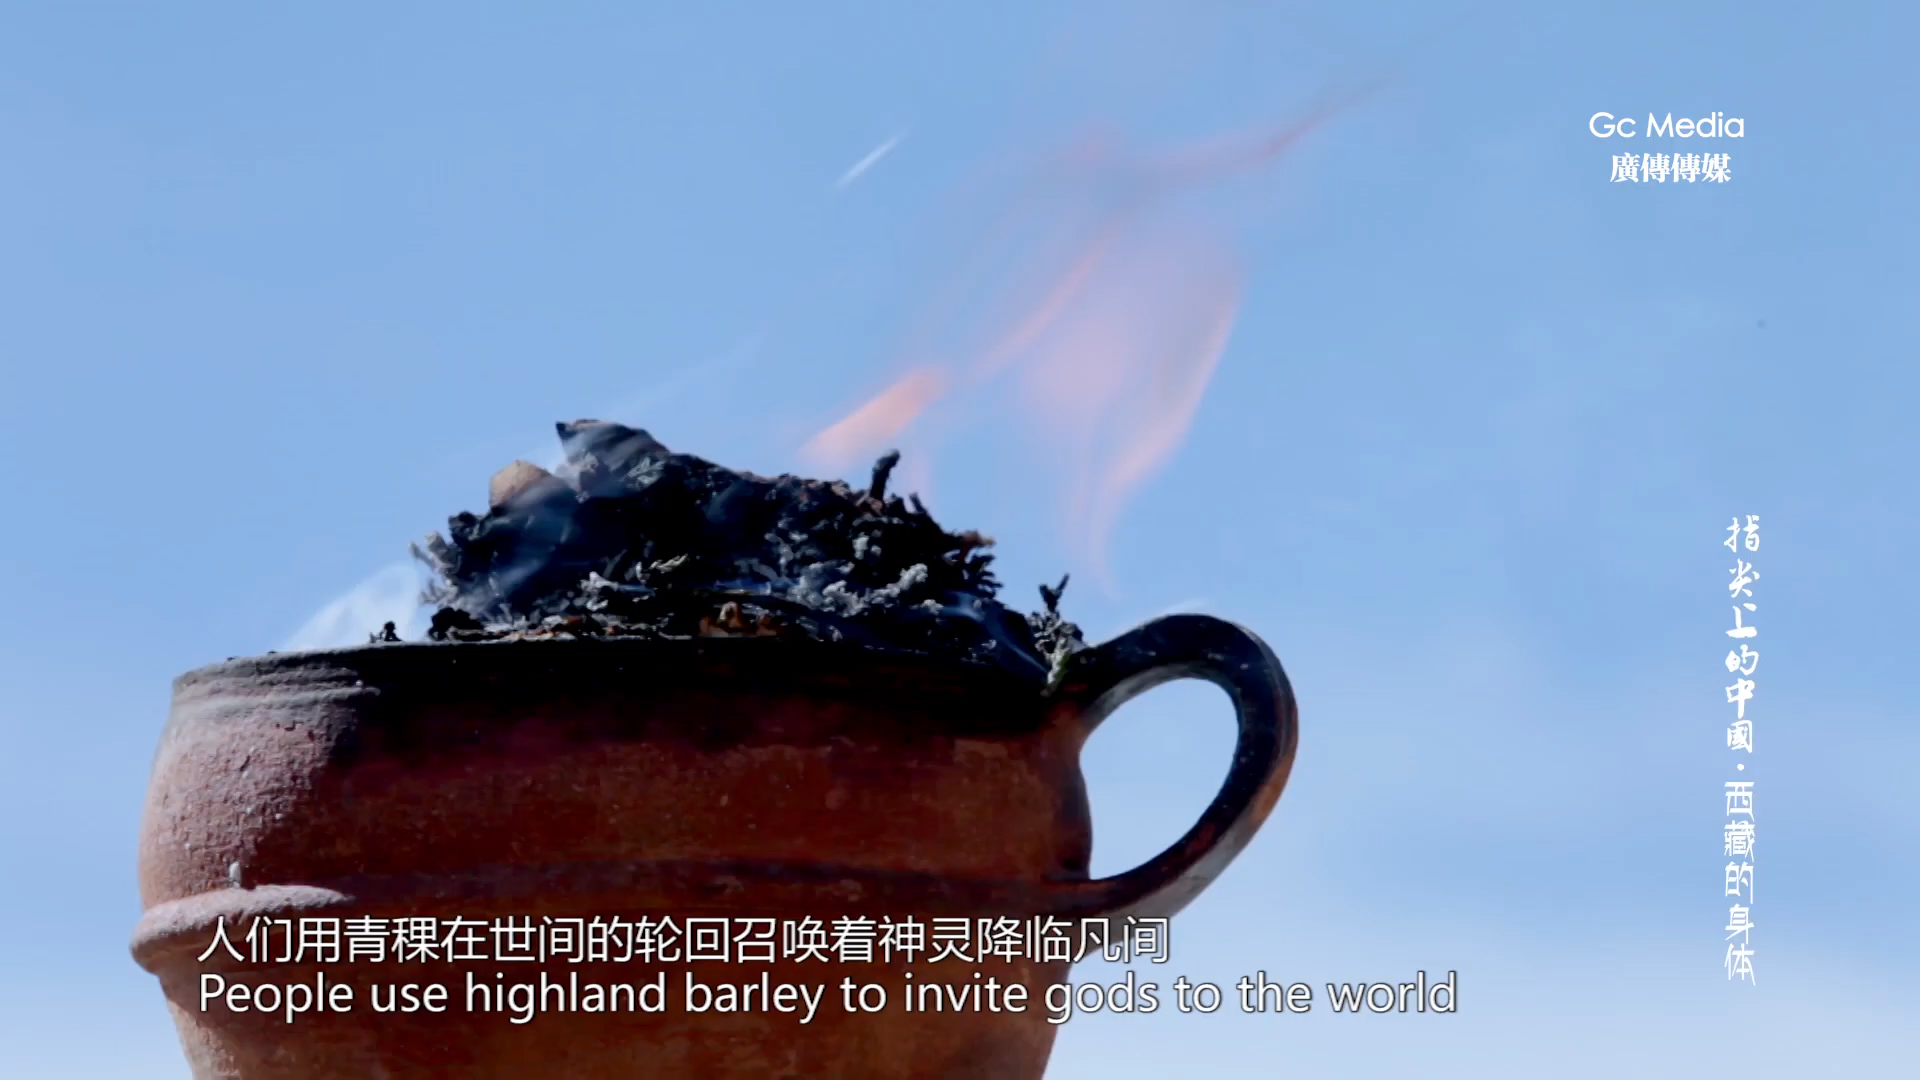 Gc Media
廣傳傳媒
指尖上的中國·西藏的身体
人们用青稞在世间的轮回召唤着神灵降临凡间
People use highland barley to invite gods to the world